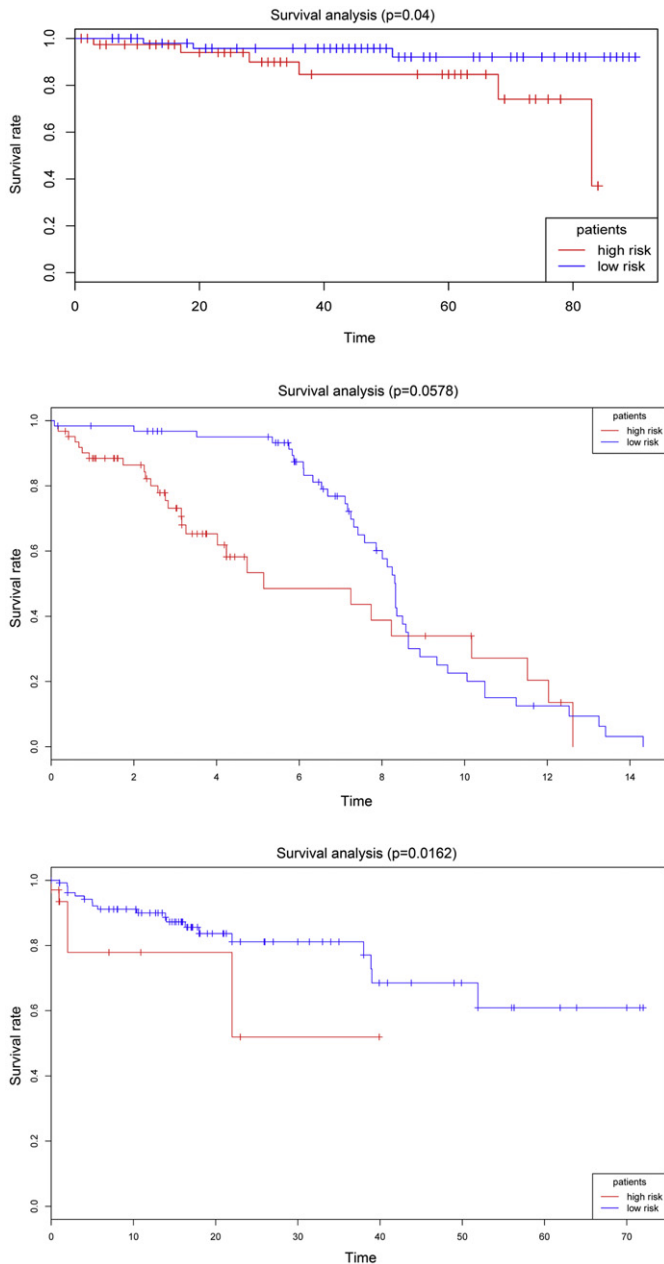 Survival analysis (p=0.04)
Survival rate
1.0
0.8
0.6
0.4
0.2
0.0
patients
high risk
low risk
0 20 40 60 80
Time
Survival analysis (p=0.0578)
Survival rate
1.0
0.8
0.6
0.4
0.2
0.0
patients
high risk
low risk
0 2 4 6 8 10 12 14
Time
Survival analysis (p=0.0162)
Survival rate
1.0
0.8
0.6
0.4
0.2
0.0
patients
high risk
low risk
0 10 20 30 40 50 60 70
Time